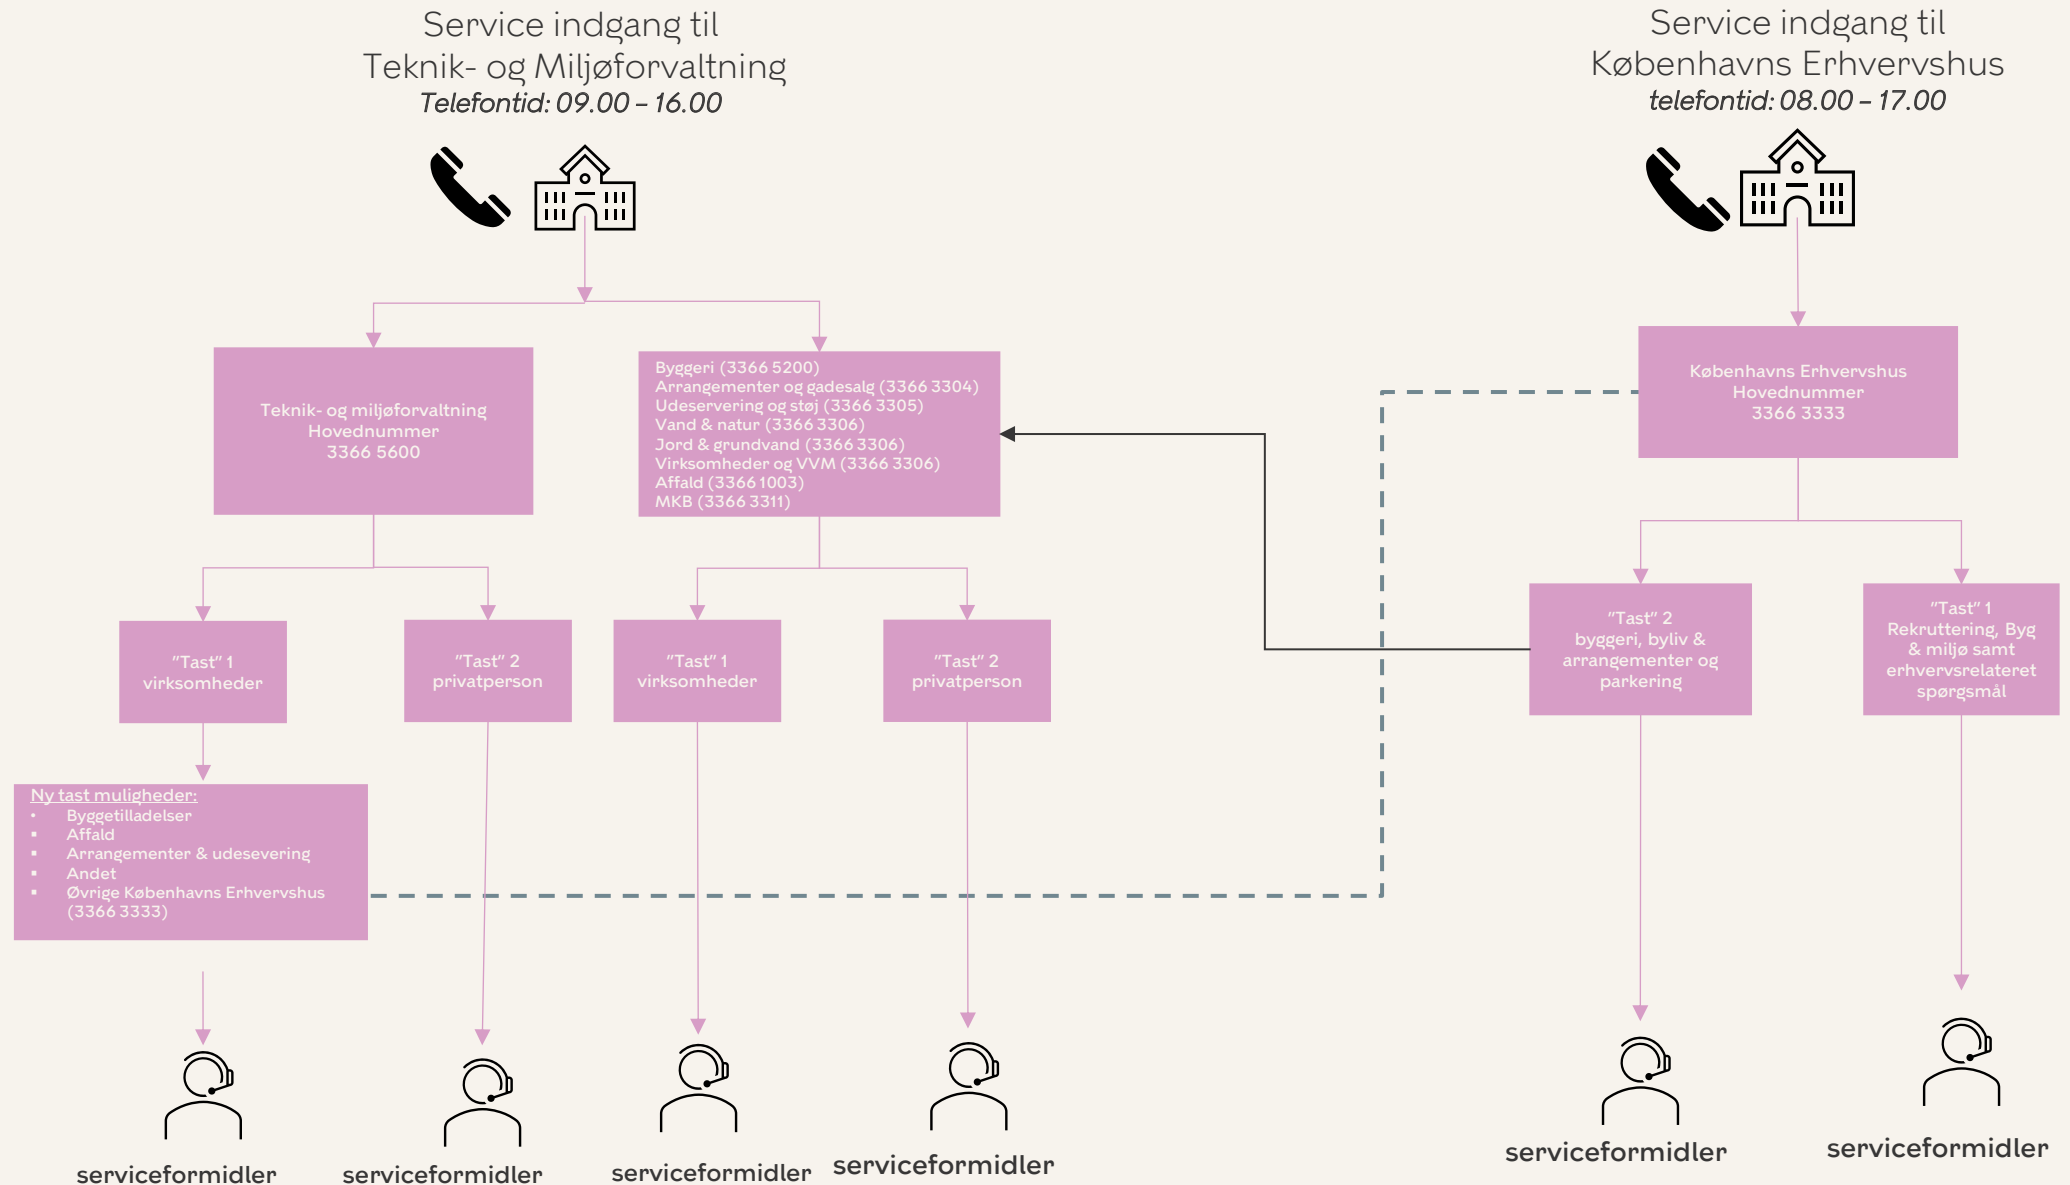 Service indgang til
Teknik- og Miljøforvaltning
Telefontid: 09.00 – 16.00
Service indgang til
Københavns Erhvervshus
telefontid: 08.00 – 17.00
Teknik- og miljøforvaltning
Hovednummer
3366 5600
Byggeri (3366 5200)
Arrangementer og gadesalg (3366 3304)
Udeservering og støj (3366 3305)
Vand & natur (3366 3306)
Jord & grundvand (3366 3306)
Virksomheder og VVM (3366 3306)
Affald (3366 1003)
MKB (3366 3311)
Københavns Erhvervshus
Hovednummer
3366 3333
"Tast" 1
virksomheder
"Tast" 2
privatperson
"Tast" 1
virksomheder
"Tast" 2
privatperson
"Tast" 2
byggeri, byliv &
arrangementer og
parkering
"Tast" 1
Rekruttering, Byg
& miljø samt
erhvervsrelateret
spørgsmål
Ny tast muligheder:
• Byggetilladelser
▪ Affald
▪ Arrangementer & udesevering
▪ Andet
▪ Øvrige Københavns Erhvervshus
(3366 3333)
serviceformidler
serviceformidler
serviceformidler
serviceformidler
serviceformidler
serviceformidler